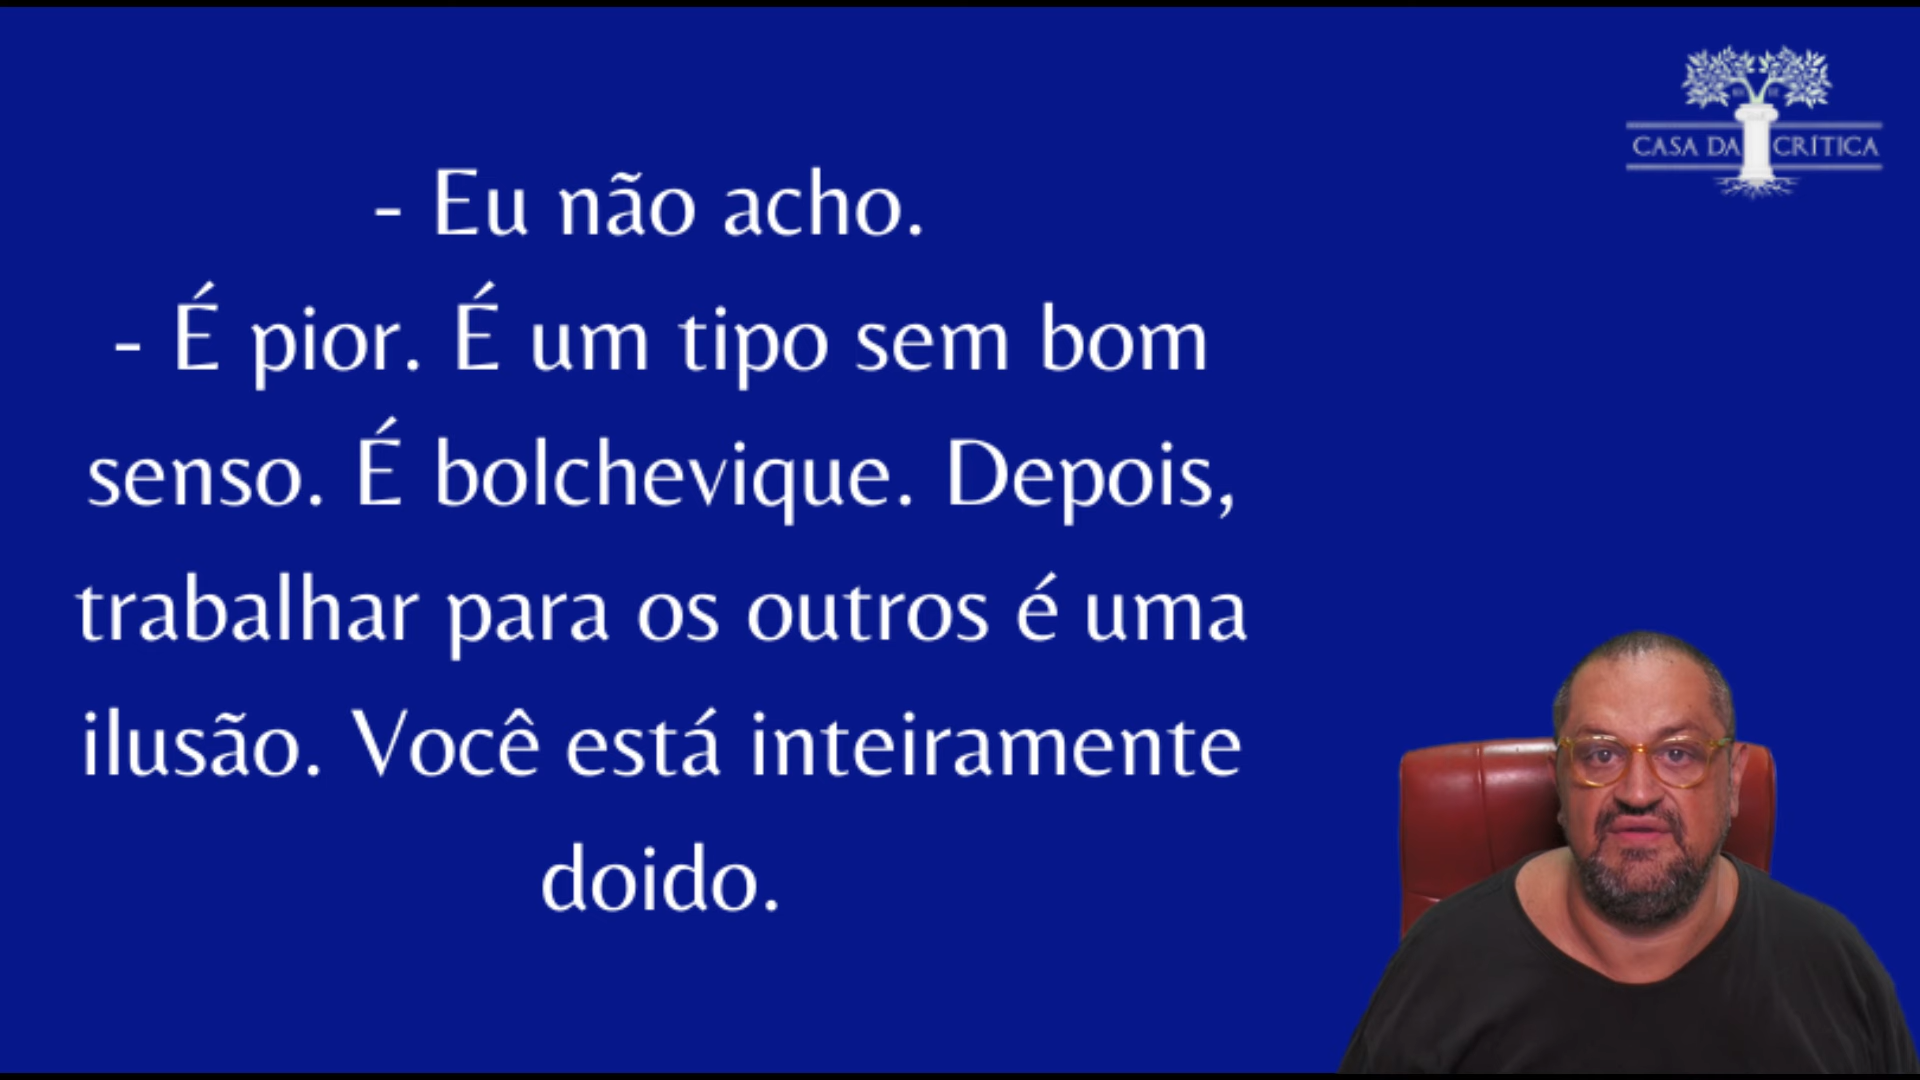 CASA DA CRÍTICA
- Eu não acho.
- É pior. É um tipo sem bom
senso. É bolchevique. Depois,
trabalhar para os outros é uma
ilusão. Você está inteiramente
doido.